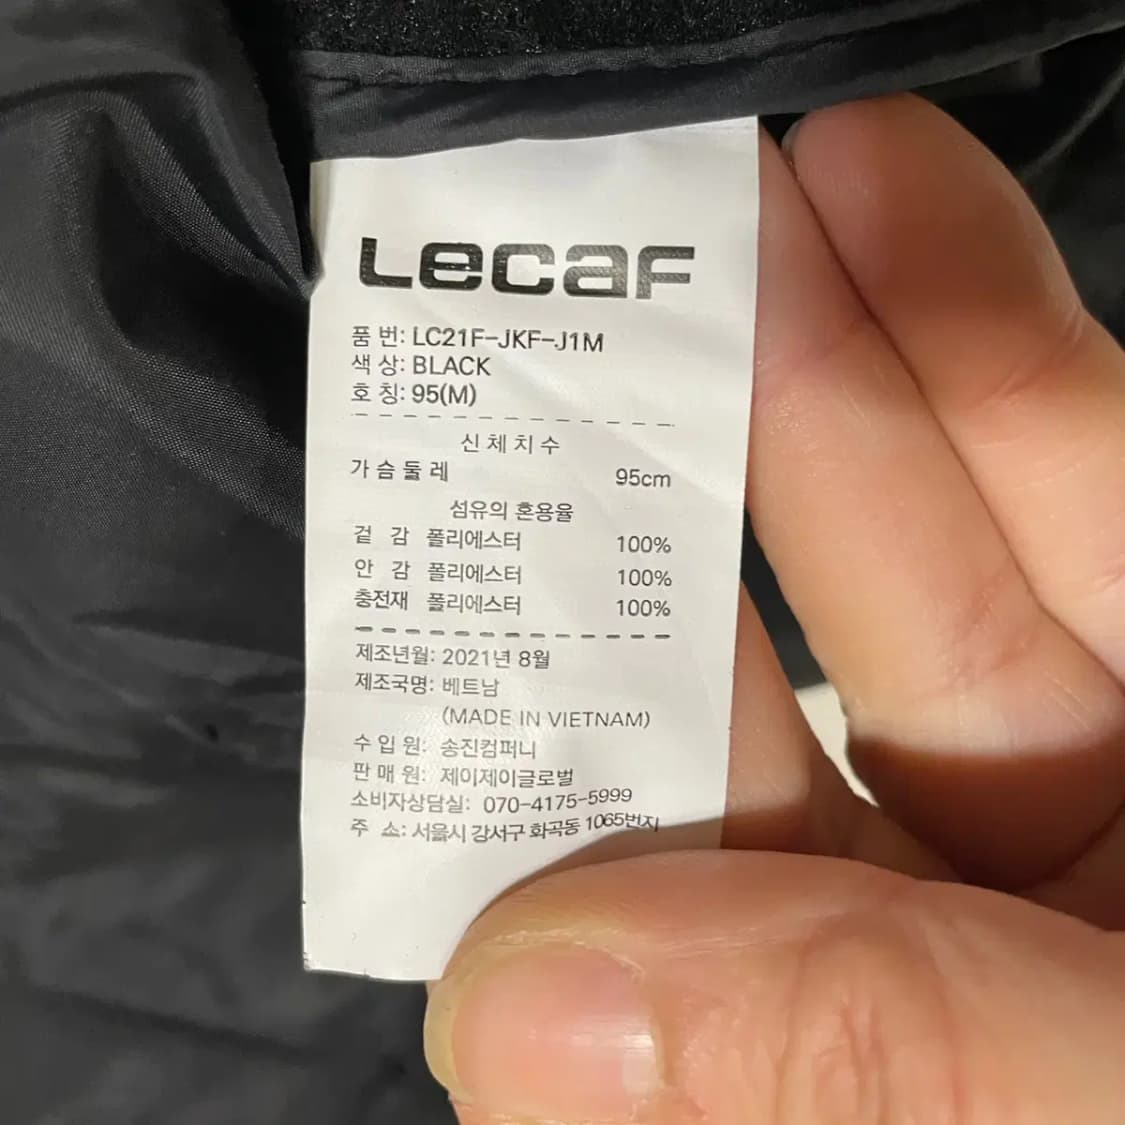 Lecaf
품 번: LC21F-JKF-J1M
색 상: BLACK
호 칭: 95(M)
신 체 치 수
가 슴 둘 레 95cm
섬유의 혼용율
겉 감 폴리에스터 100%
안 감 폴리에스터 100%
충전재 폴리에스터 100%
제조년월: 2021년 8월
제조국명: 베트남
(MADE IN VIETNAM)
수 입 원: 송진컴퍼니
판 매 원: 제이제이글로벌
소비자상담실: 070-4175-5999
주 소: 서울시 강서구 화곡동 1065번지